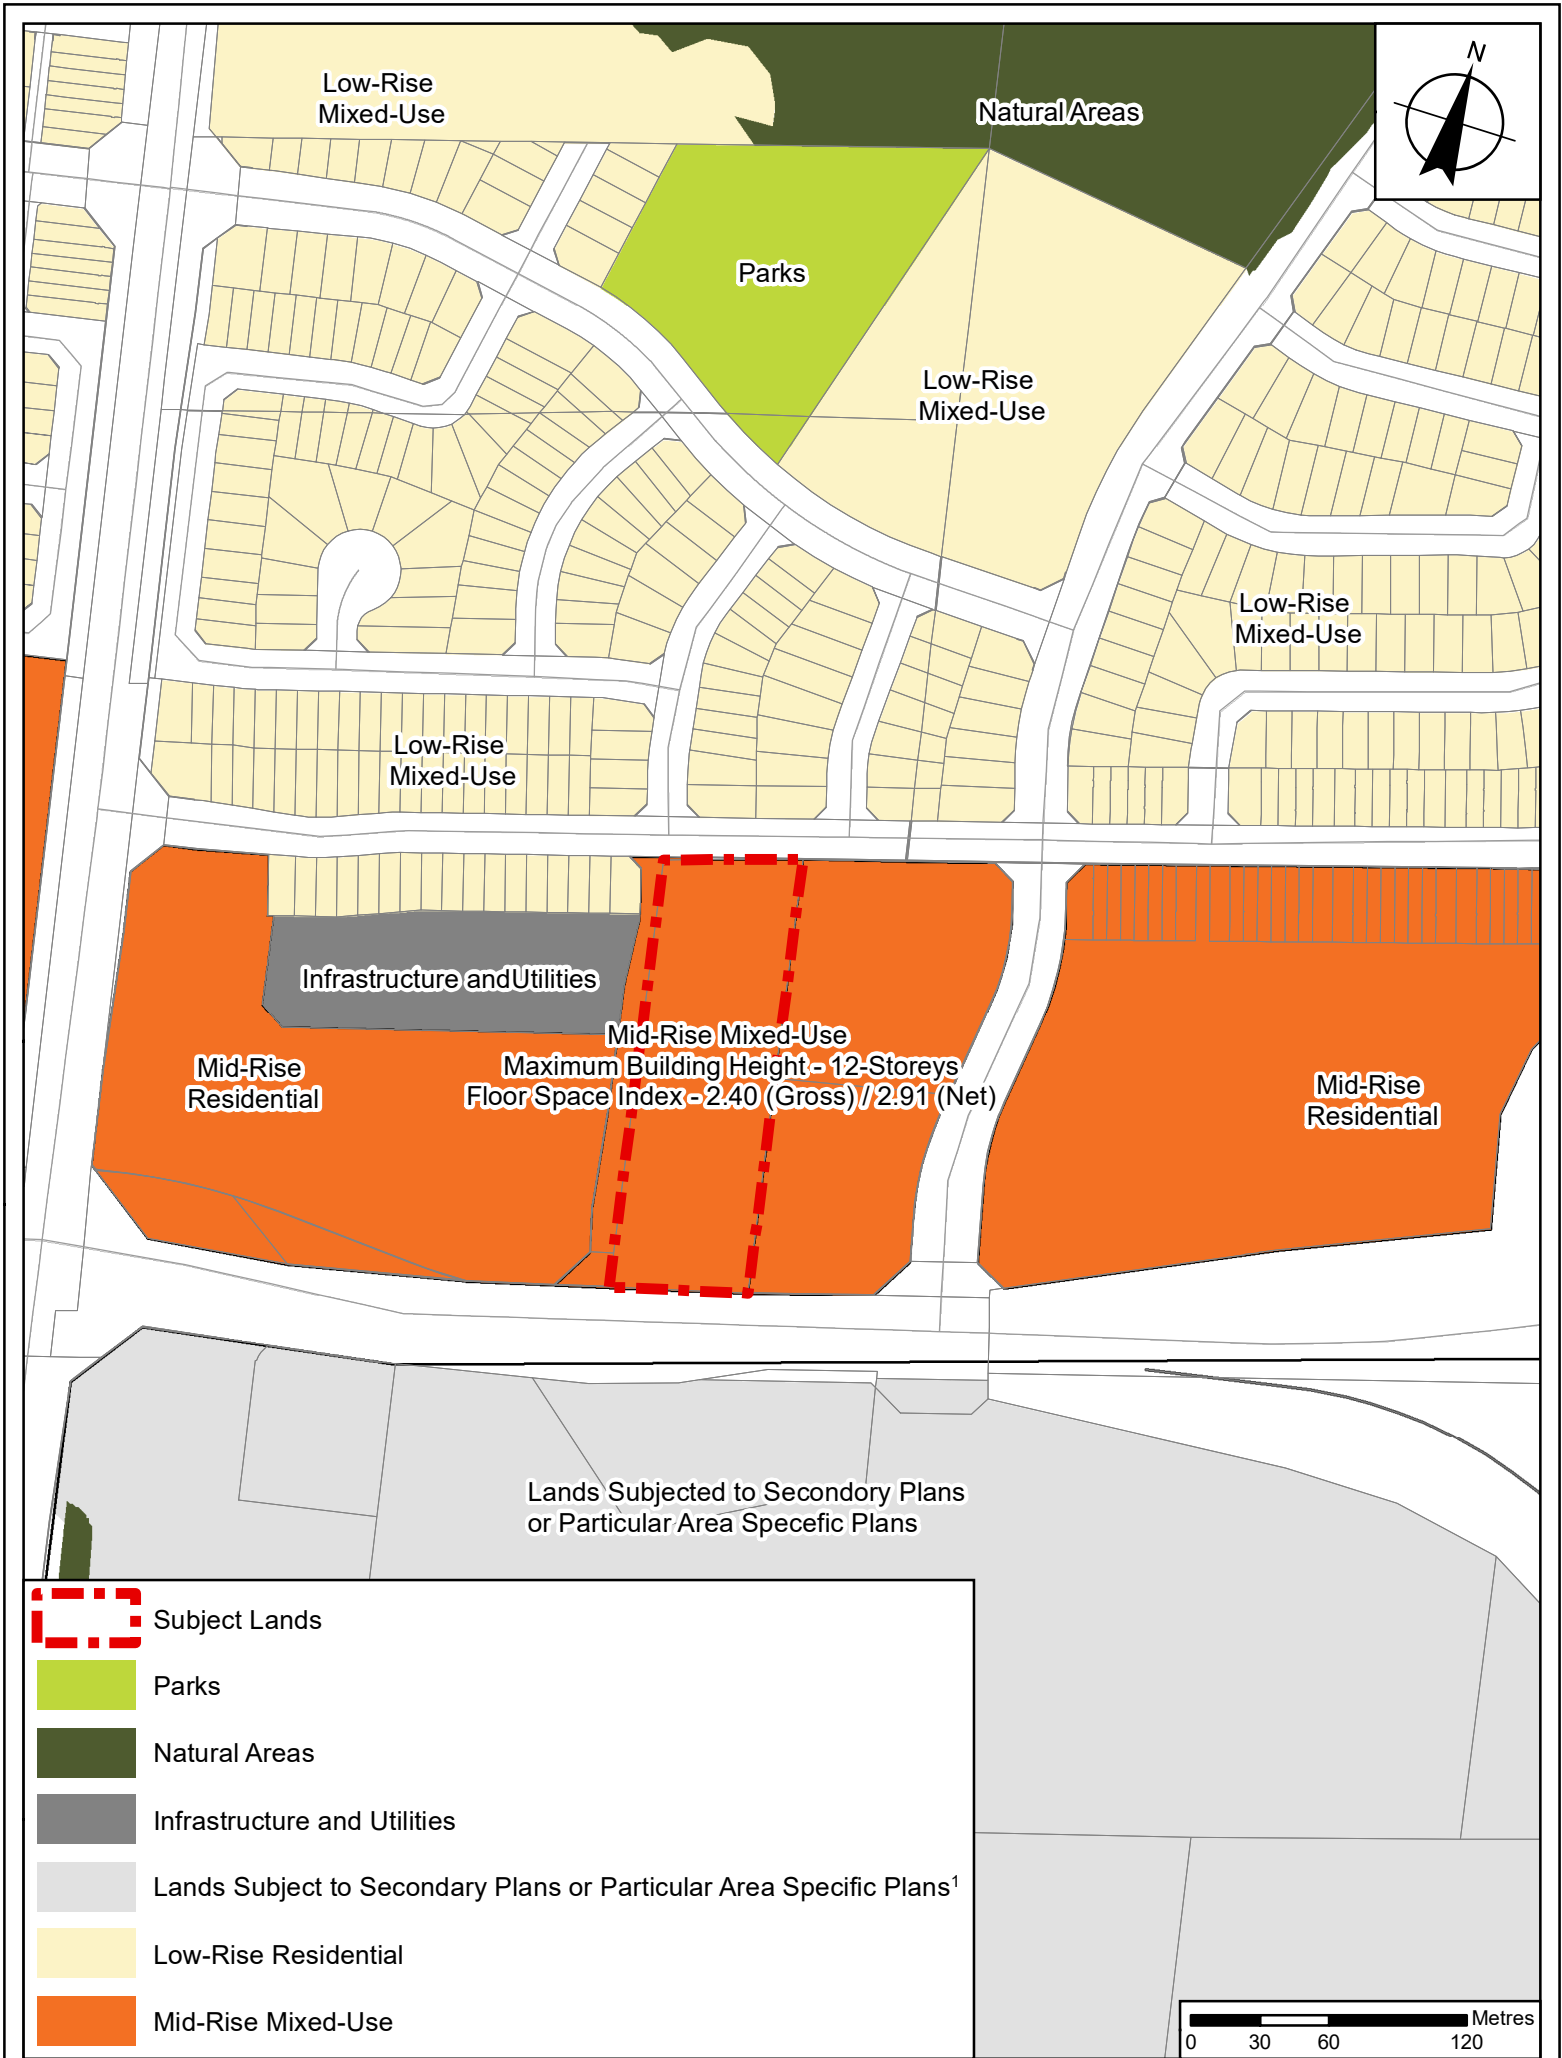 N
Low-Rise
Mixed-Use
Natural Areas
Parks
Low-Rise
Mixed-Use
Low-Rise
Mixed-Use
Low-Rise
Mixed-Use
Infrastructure andUtilities
Mid-Rise Mixed-Use
Maximum Building Height - 12-Storeys
Floor Space Index - 2.40 (Gross) / 2.91 (Net)
Mid-Rise
Residential
Mid-Rise
Residential
Lands Subjected to Secondory Plans
or Particular Area Specefic Plans
Subject Lands
Parks
Natural Areas
Infrastructure and Utilities
Lands Subject to Secondary Plans or Particular Area Specific Plans¹
Low-Rise Residential
Mid-Rise Mixed-Use
Metres
0 30 60 120